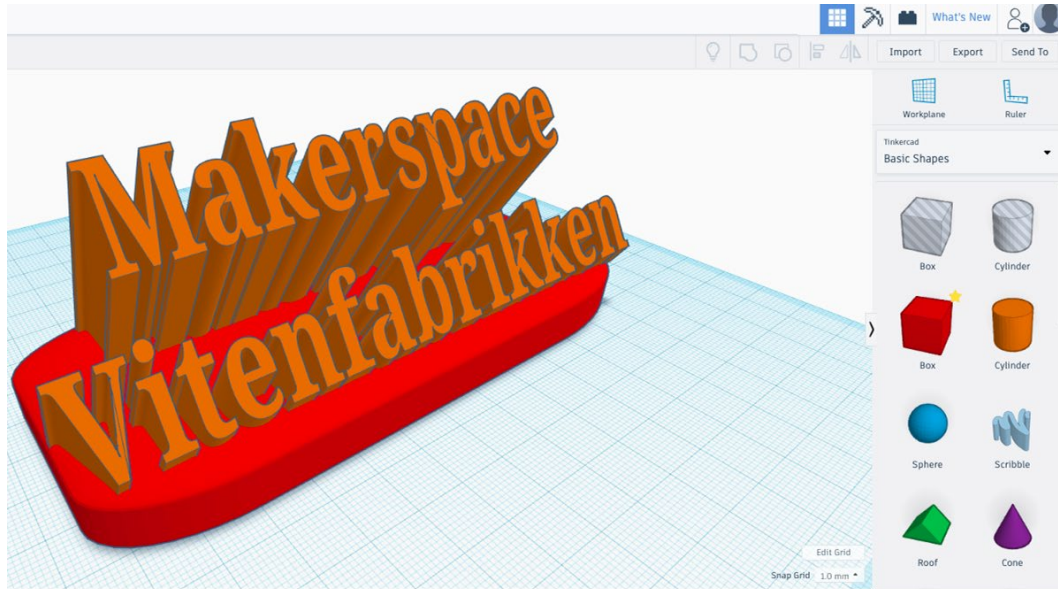 What's New
Import Export Send To
Workplane Ruler
Tinkercad
Basic Shapes
Box Cylinder
Box Cylinder
Sphere Scribble
Roof Cone
Makerspace
Vitenfabrikken
Edit Grid
Snap Grid 1.0 mm